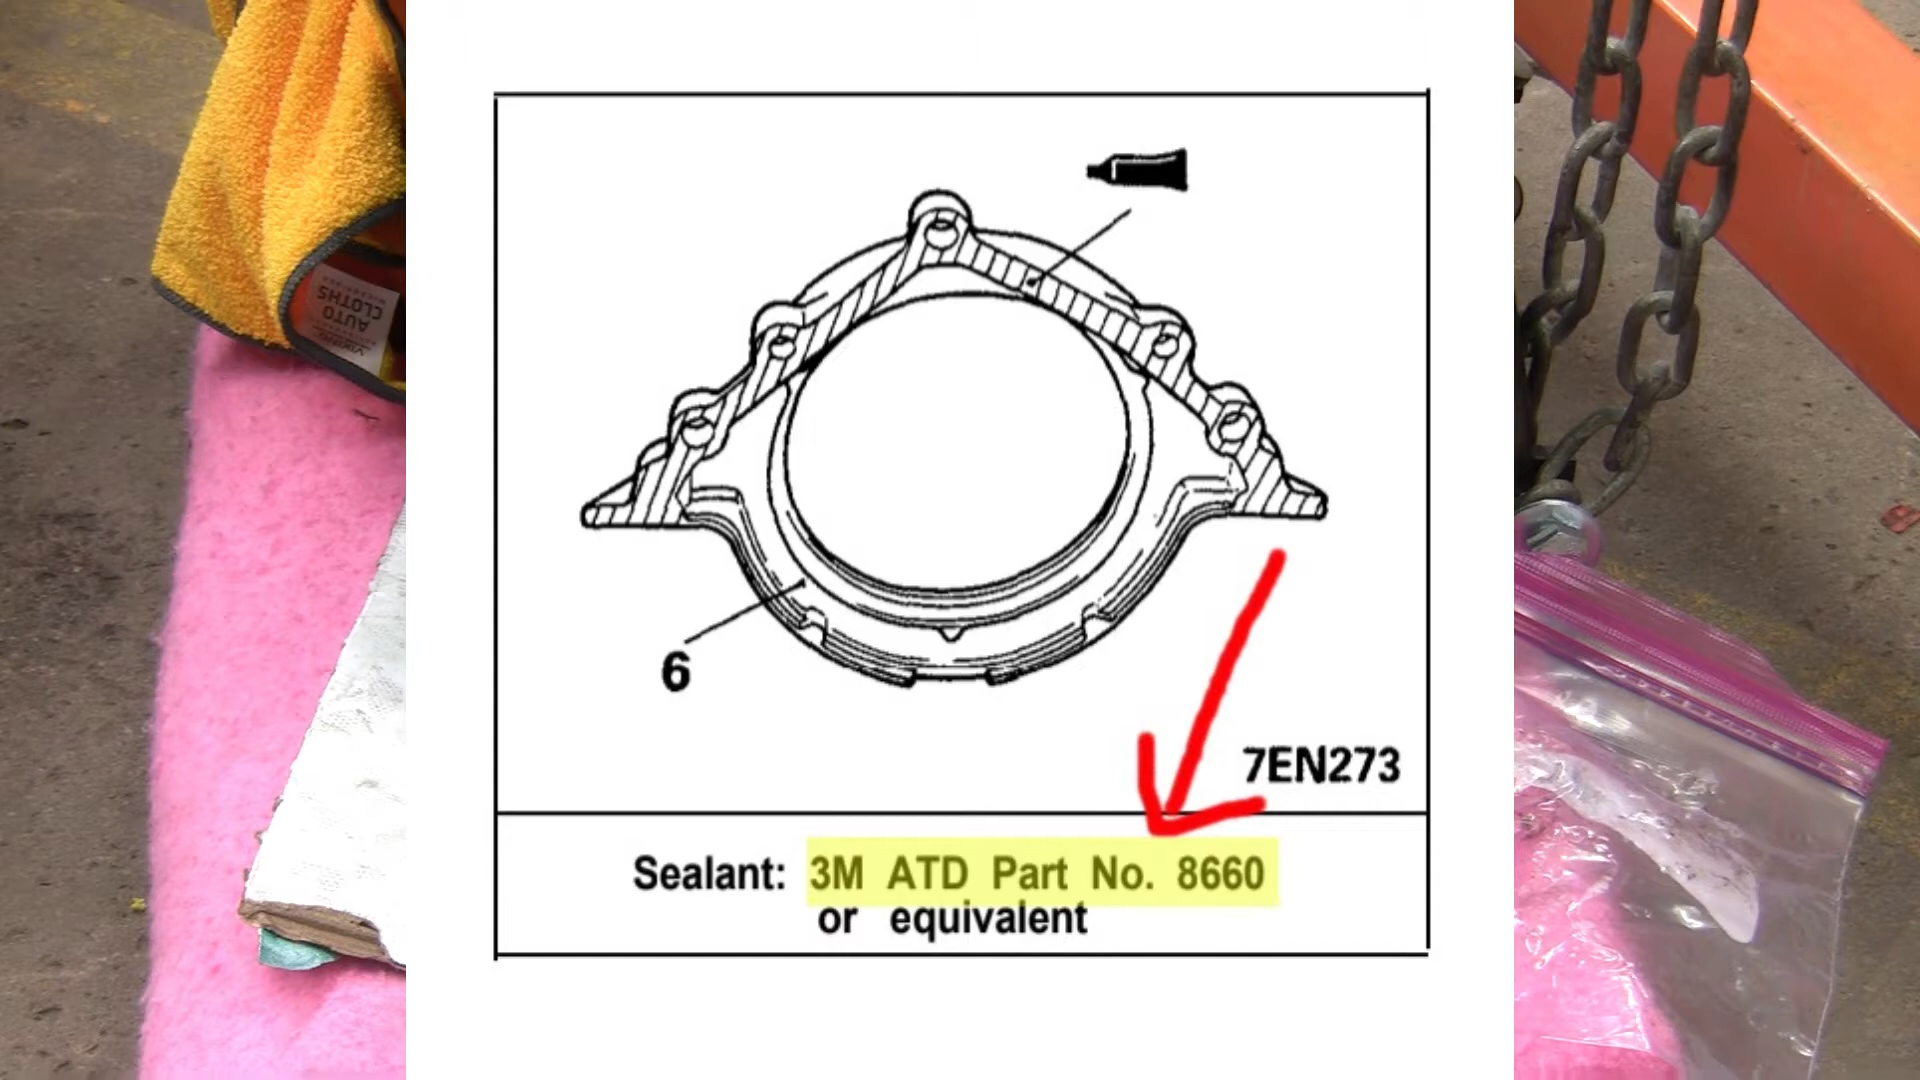 6
7EN273
Sealant: 3M ATD Part No. 8660
or equivalent
AUTO
CLOTHS